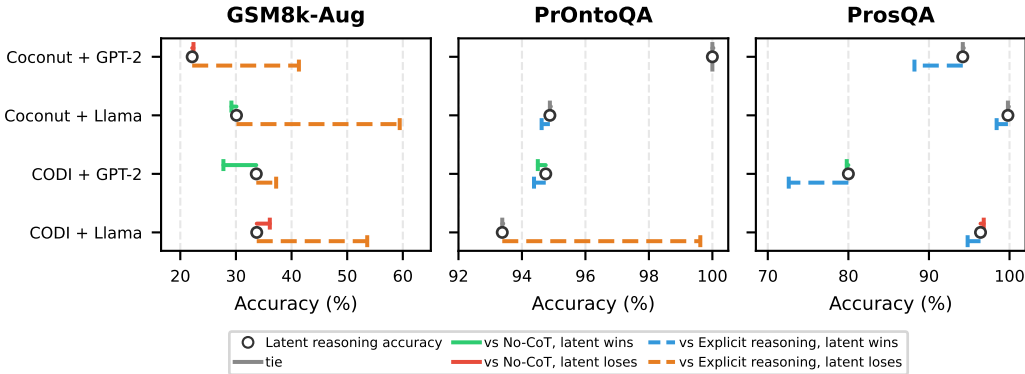 GSM8k-Aug PrOntoQA ProsQA
Coconut + GPT-2
Coconut + Llama
CODI + GPT-2
CODI + Llama
20 30 40 50 60 92 94 96 98 100 70 80 90 100
Accuracy (%) Accuracy (%) Accuracy (%)
Latent reasoning accuracy vs No-CoT, latent wins vs Explicit reasoning, latent wins
tie vs No-CoT, latent loses vs Explicit reasoning, latent loses